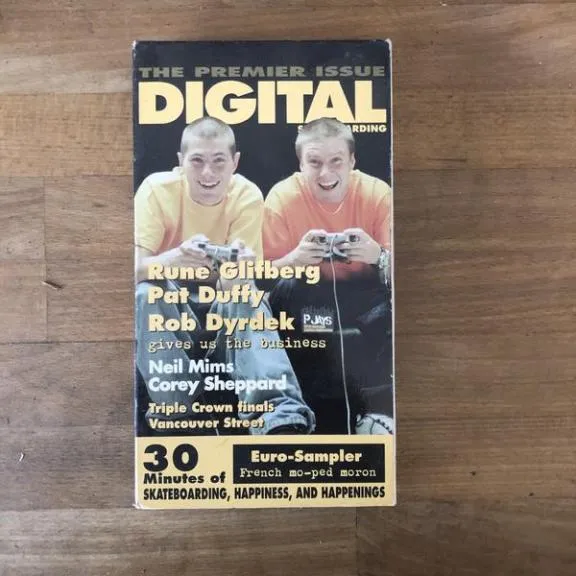 THE PREMIER ISSUE
DIGITAL
Rune Glifberg
Pat Duffy
Rob Dyrdek
P JAYS
gives us the business
Neil Mims
Corey Sheppard
Triple Crown finals
Vancouver Street
30
Minutes of
Euro-Sampler
French mo-ped moron
SKATEBOARDING, HAPPINESS, AND HAPPENINGS